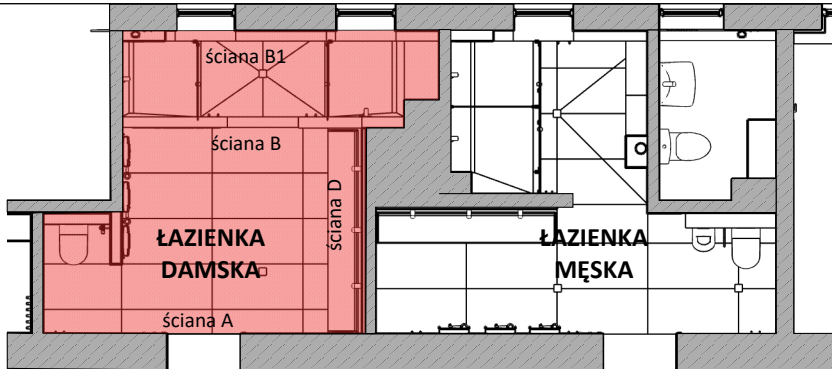 ściana B1
ściana B
ściana D
ŁAZIENKA
DAMSKA
ściana A
ŁAZIENKA
MĘSKA